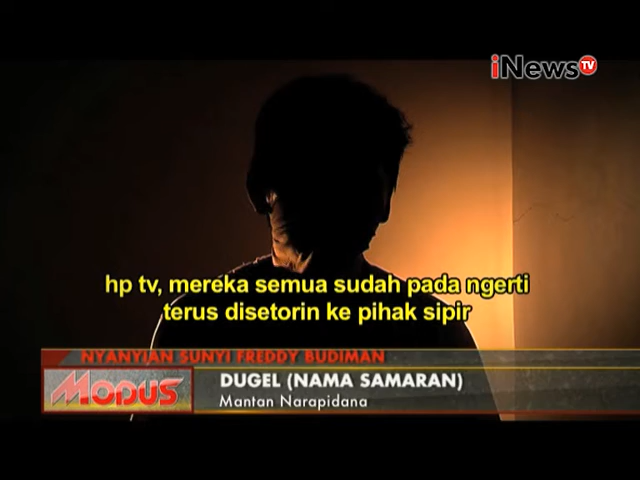 iNews TV
hp tv, mereka semua sudah pada ngerti
terus disetorin ke pihak sipir
NYANYIAN SUNYI FREDDY BUDIMAN
MODUS
DUGEL (NAMA SAMARAN)
Mantan Narapidana